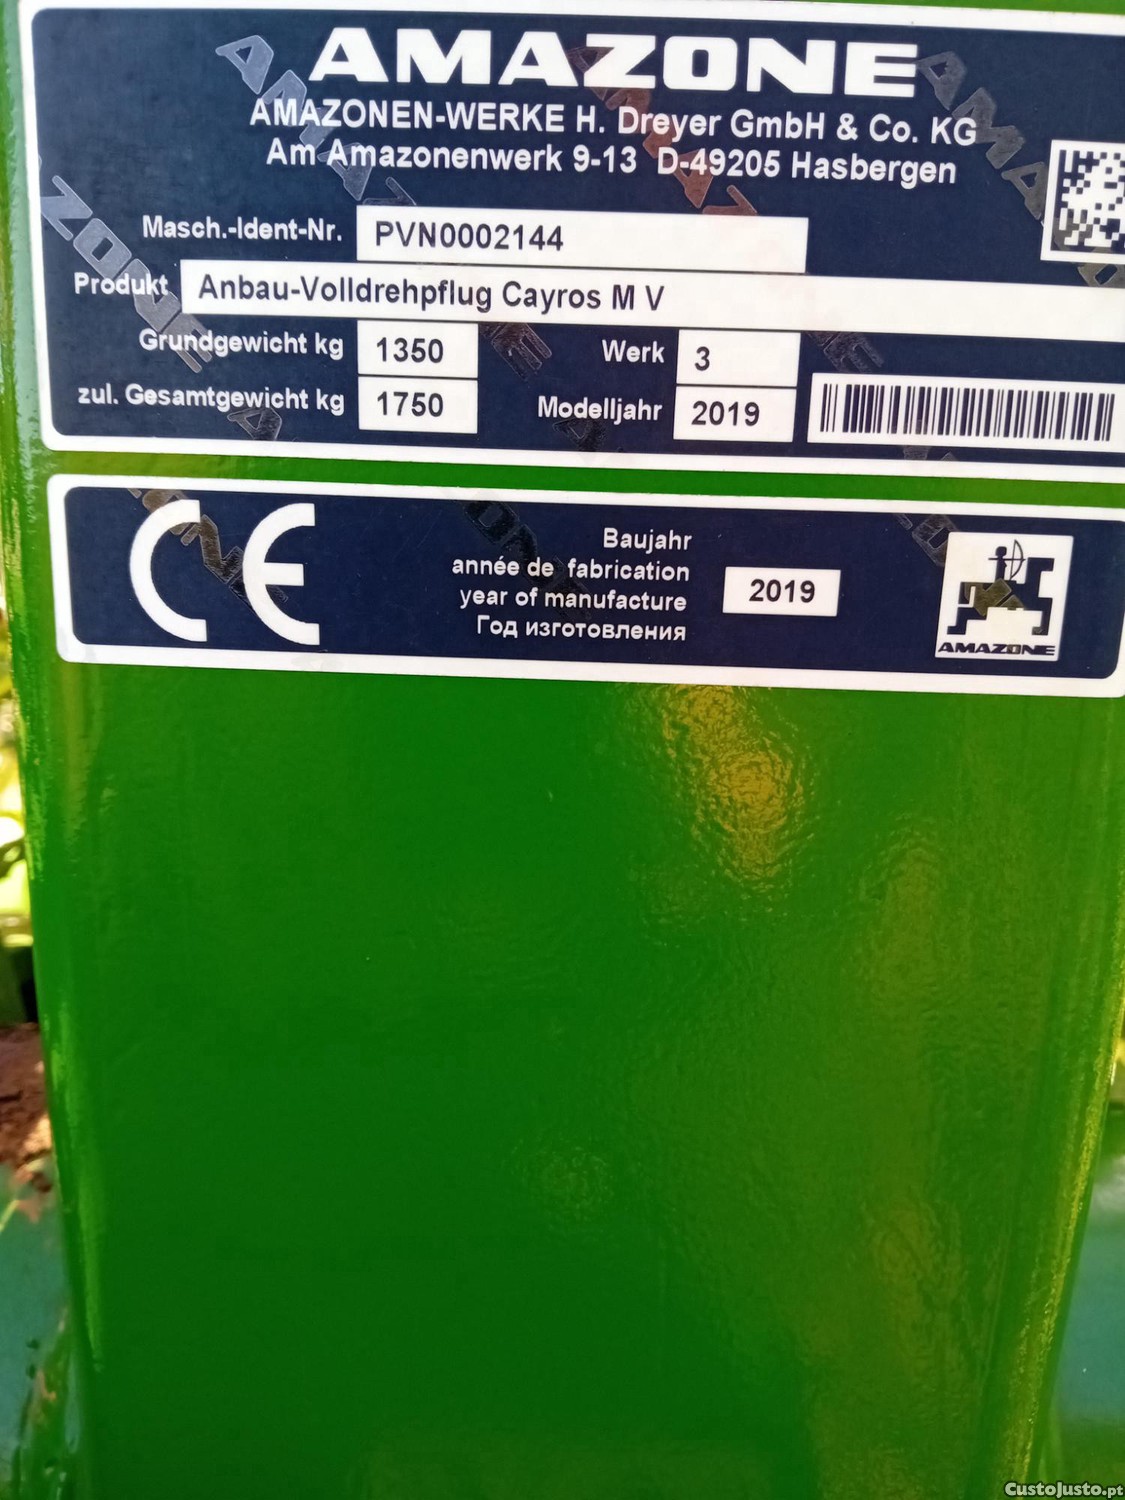 AMAZONE
AMAZONEN-WERKE H. Dreyer GmbH & Co. KG
Am Amazonenwerk 9-13 D-49205 Hasbergen
Masch.-Ident-Nr. PVN0002144
Produkt Anbau-Volldrehpflug Cayros M V
Grundgewicht kg 1350 Werk 3
zul. Gesamtgewicht kg 1750 Modelljahr 2019
CE
Baujahr
année de fabrication
year of manufacture 2019
Год изготовления
AMAZONE
CustoJusto.pt